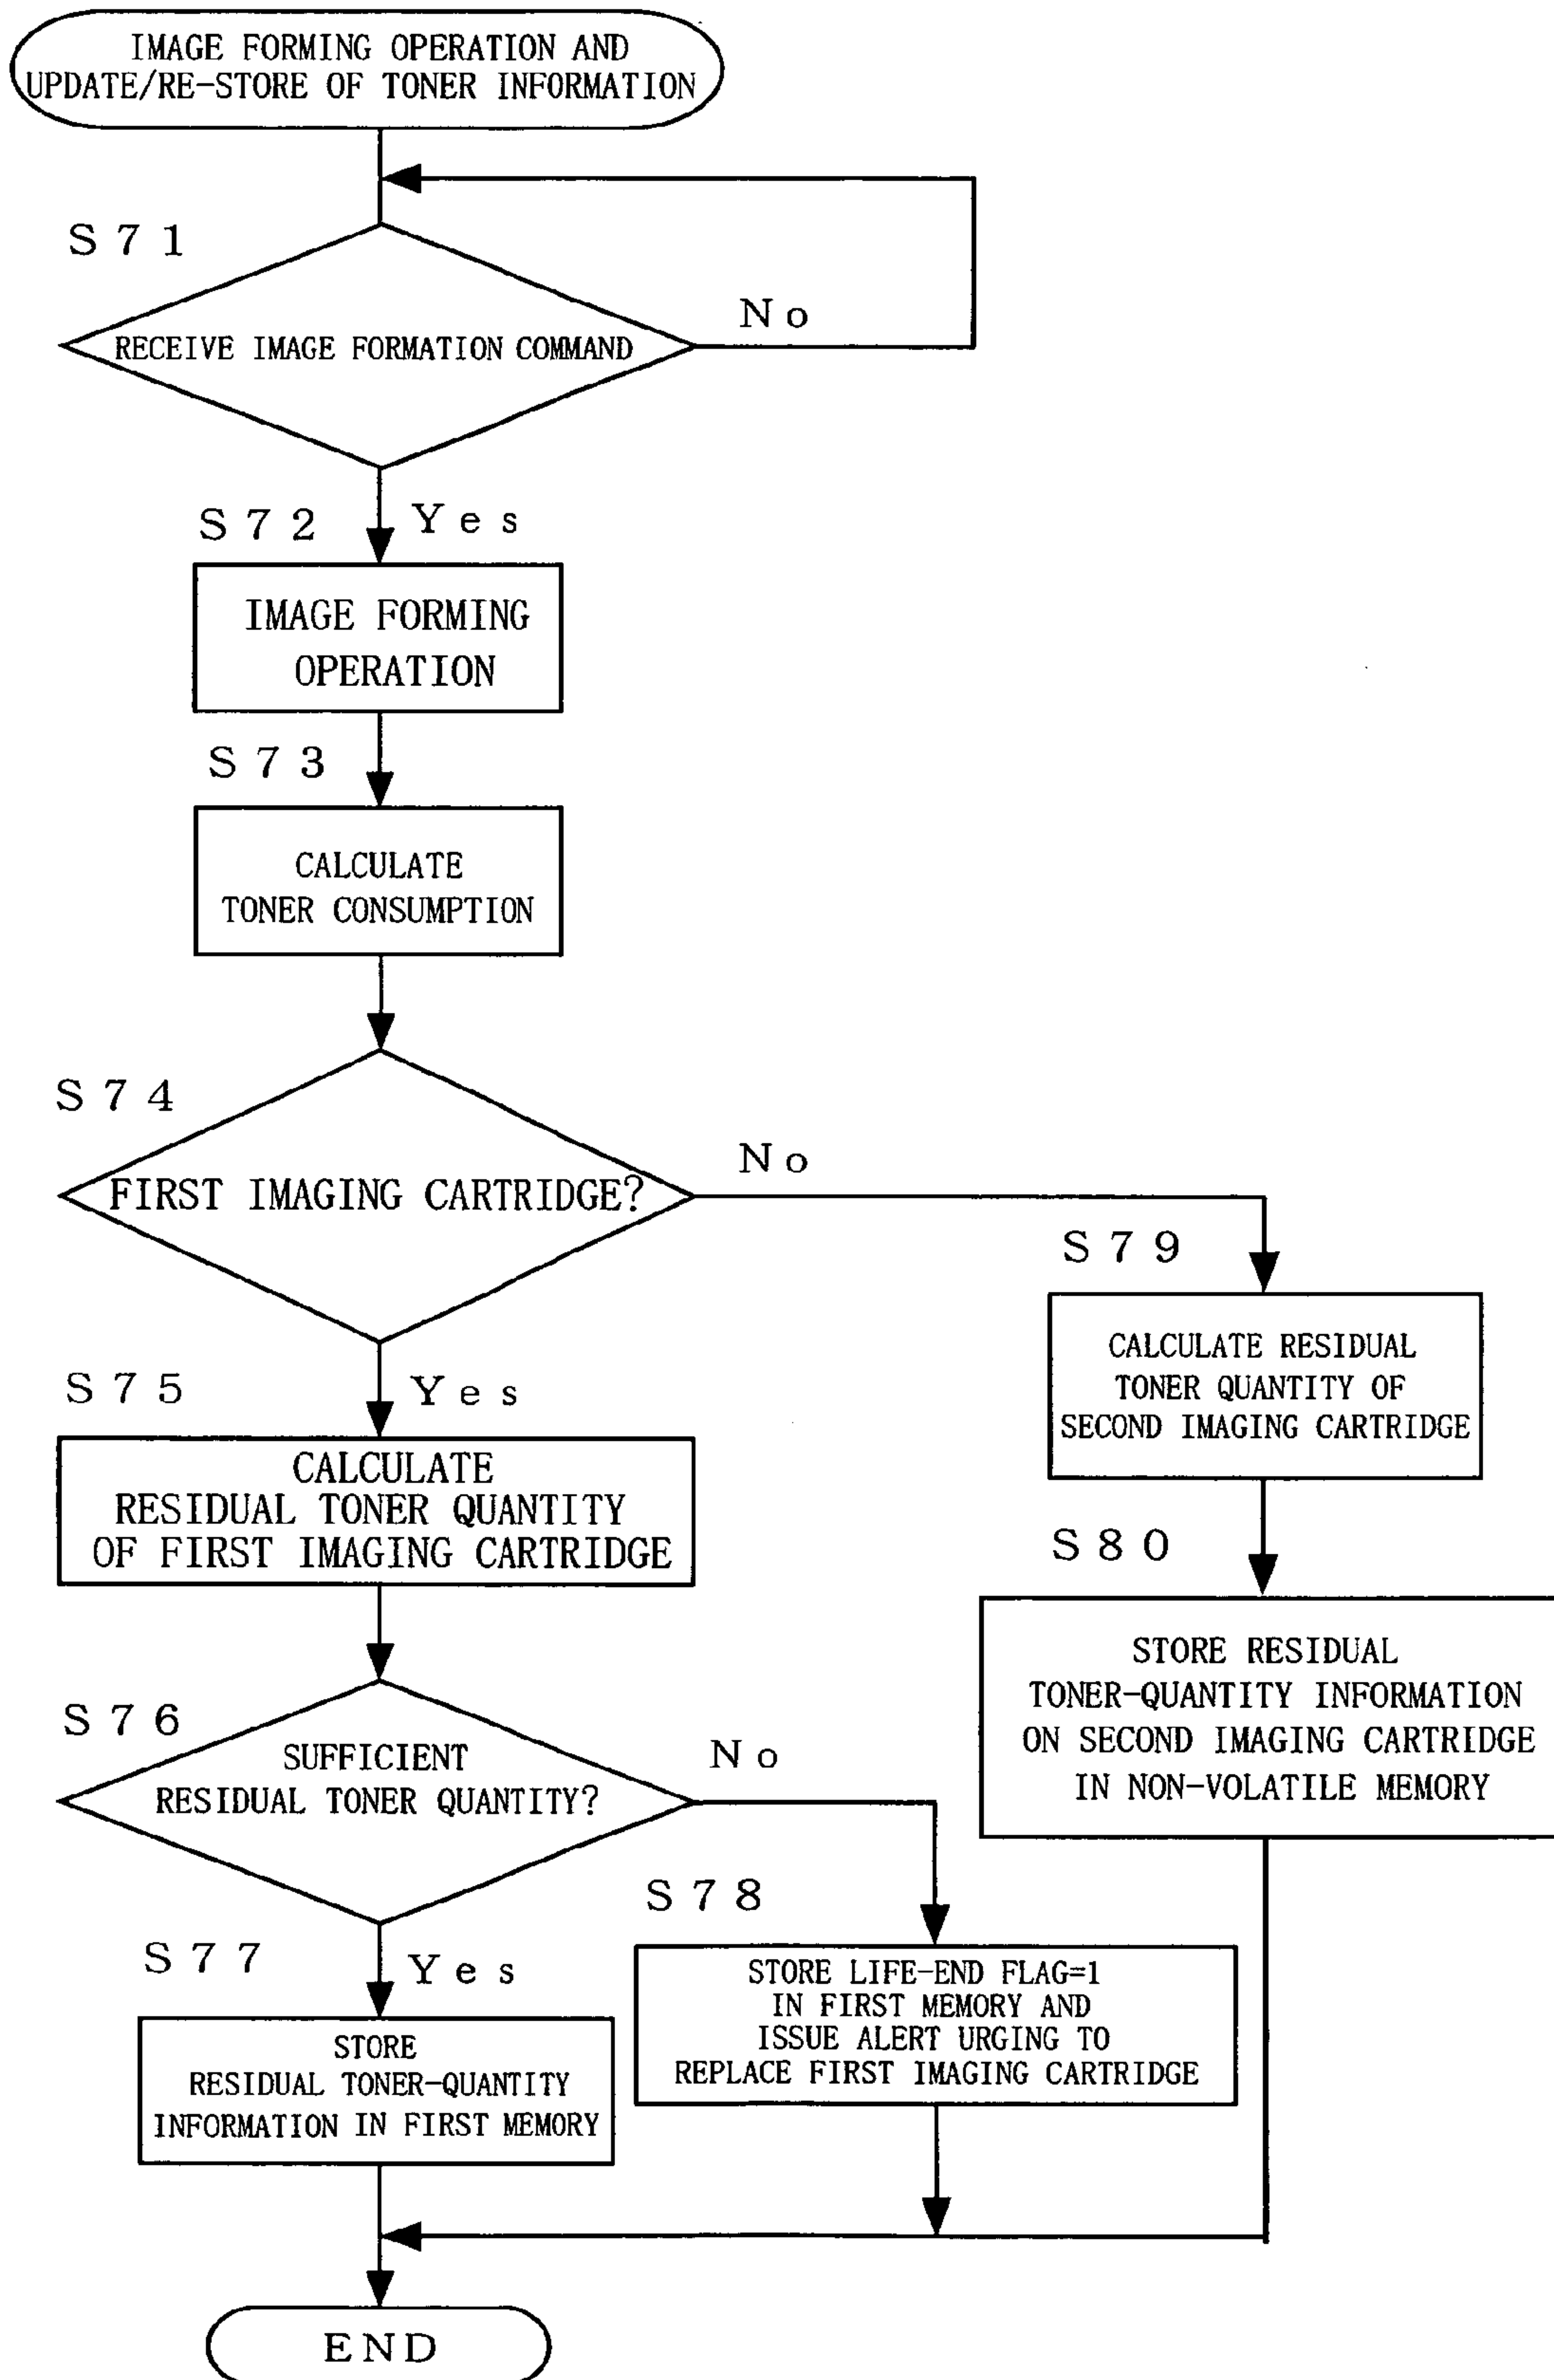 IMAGE FORMING OPERATION AND
UPDATE/RE-STORE OF TONER INFORMATION
S71
RECEIVE IMAGE FORMATION COMMAND
No
S72
Yes
IMAGE FORMING
OPERATION
S73
CALCULATE
TONER CONSUMPTION
S74
FIRST IMAGING CARTRIDGE?
No
S75
Yes
CALCULATE
RESIDUAL TONER QUANTITY
OF FIRST IMAGING CARTRIDGE
S76
SUFFICIENT
RESIDUAL TONER QUANTITY?
No
S77
Yes
STORE
RESIDUAL TONER-QUANTITY
INFORMATION IN FIRST MEMORY
S78
STORE LIFE-END FLAG=1
IN FIRST MEMORY AND
ISSUE ALERT URGING TO
REPLACE FIRST IMAGING CARTRIDGE
S79
CALCULATE RESIDUAL
TONER QUANTITY OF
SECOND IMAGING CARTRIDGE
S80
STORE RESIDUAL
TONER-QUANTITY INFORMATION
ON SECOND IMAGING CARTRIDGE
IN NON-VOLATILE MEMORY
END